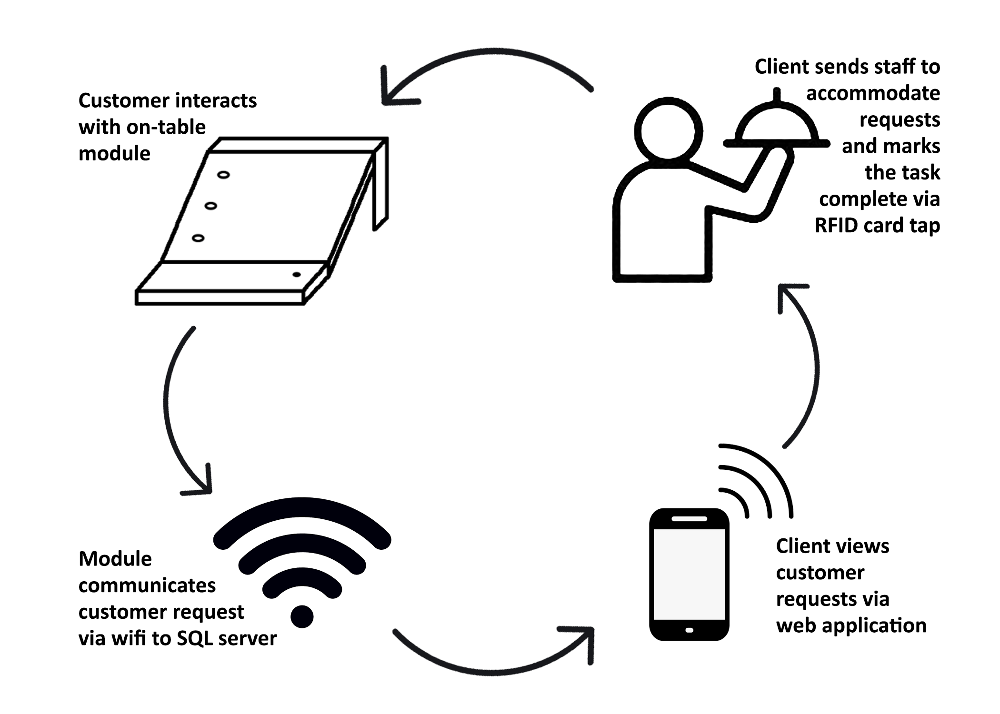 Customer interacts
with on-table
module
Module
communicates
customer request
via wifi to SQL server
Client views
customer
requests via
web application
Client sends staff to
accommodate
requests
and marks
the task
complete via
RFID card tap